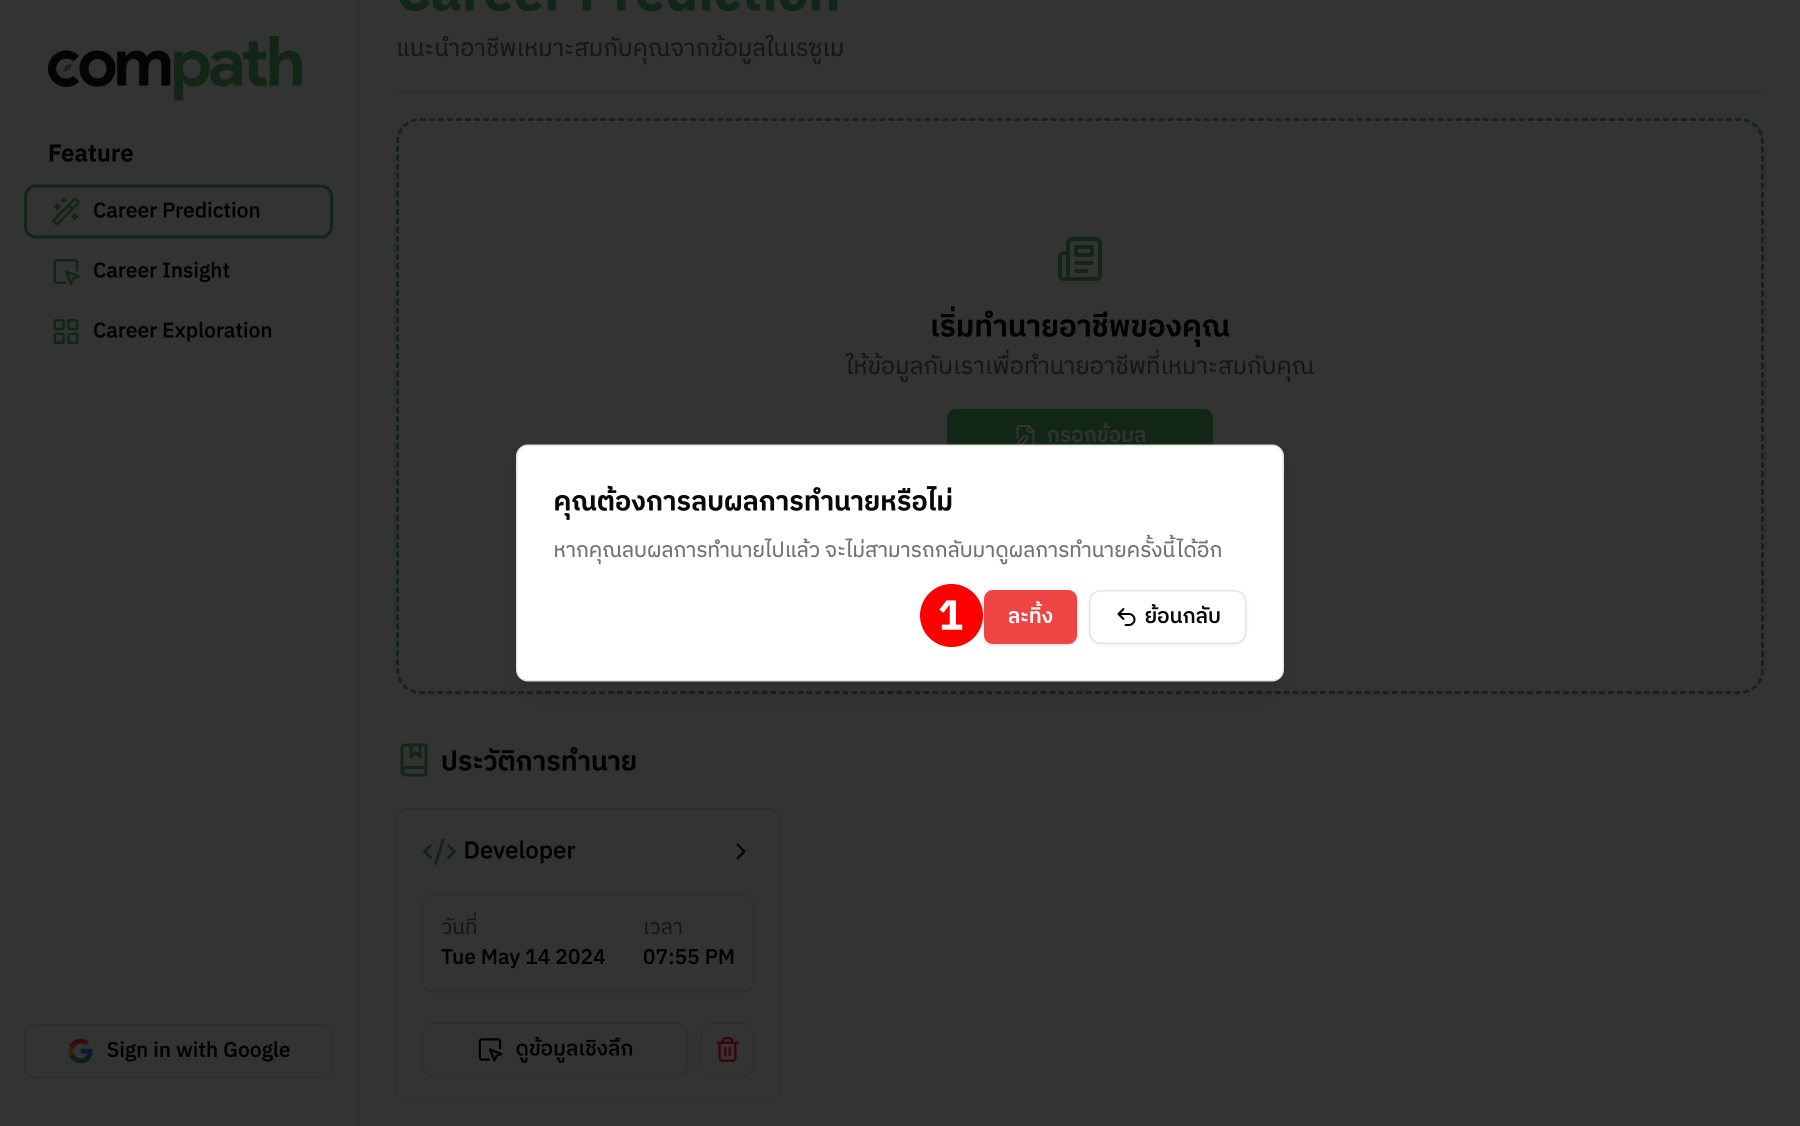 compath
Feature
Career Prediction
Career Insight
Career Exploration
Sign in with Google
Career Prediction
แนะนำอาชีพเหมาะสมกับคุณจากข้อมูลในเรซูเม
เริ่มทำนายอาชีพของคุณ
ให้ข้อมูลกับเราเพื่อทำนายอาชีพที่เหมาะสมกับคุณ
กรอกข้อมูล
คุณต้องการลบผลการทำนายหรือไม่
หากคุณลบผลการทำนายไปแล้ว จะไม่สามารถกลับมาดูผลการทำนายครั้งนี้ได้อีก
1 ละทิ้ง ย้อนกลับ
ประวัติการทำนาย
Developer
วันที่ เวลา
Tue May 14 2024 07:55 PM
ดูข้อมูลเชิงลึก